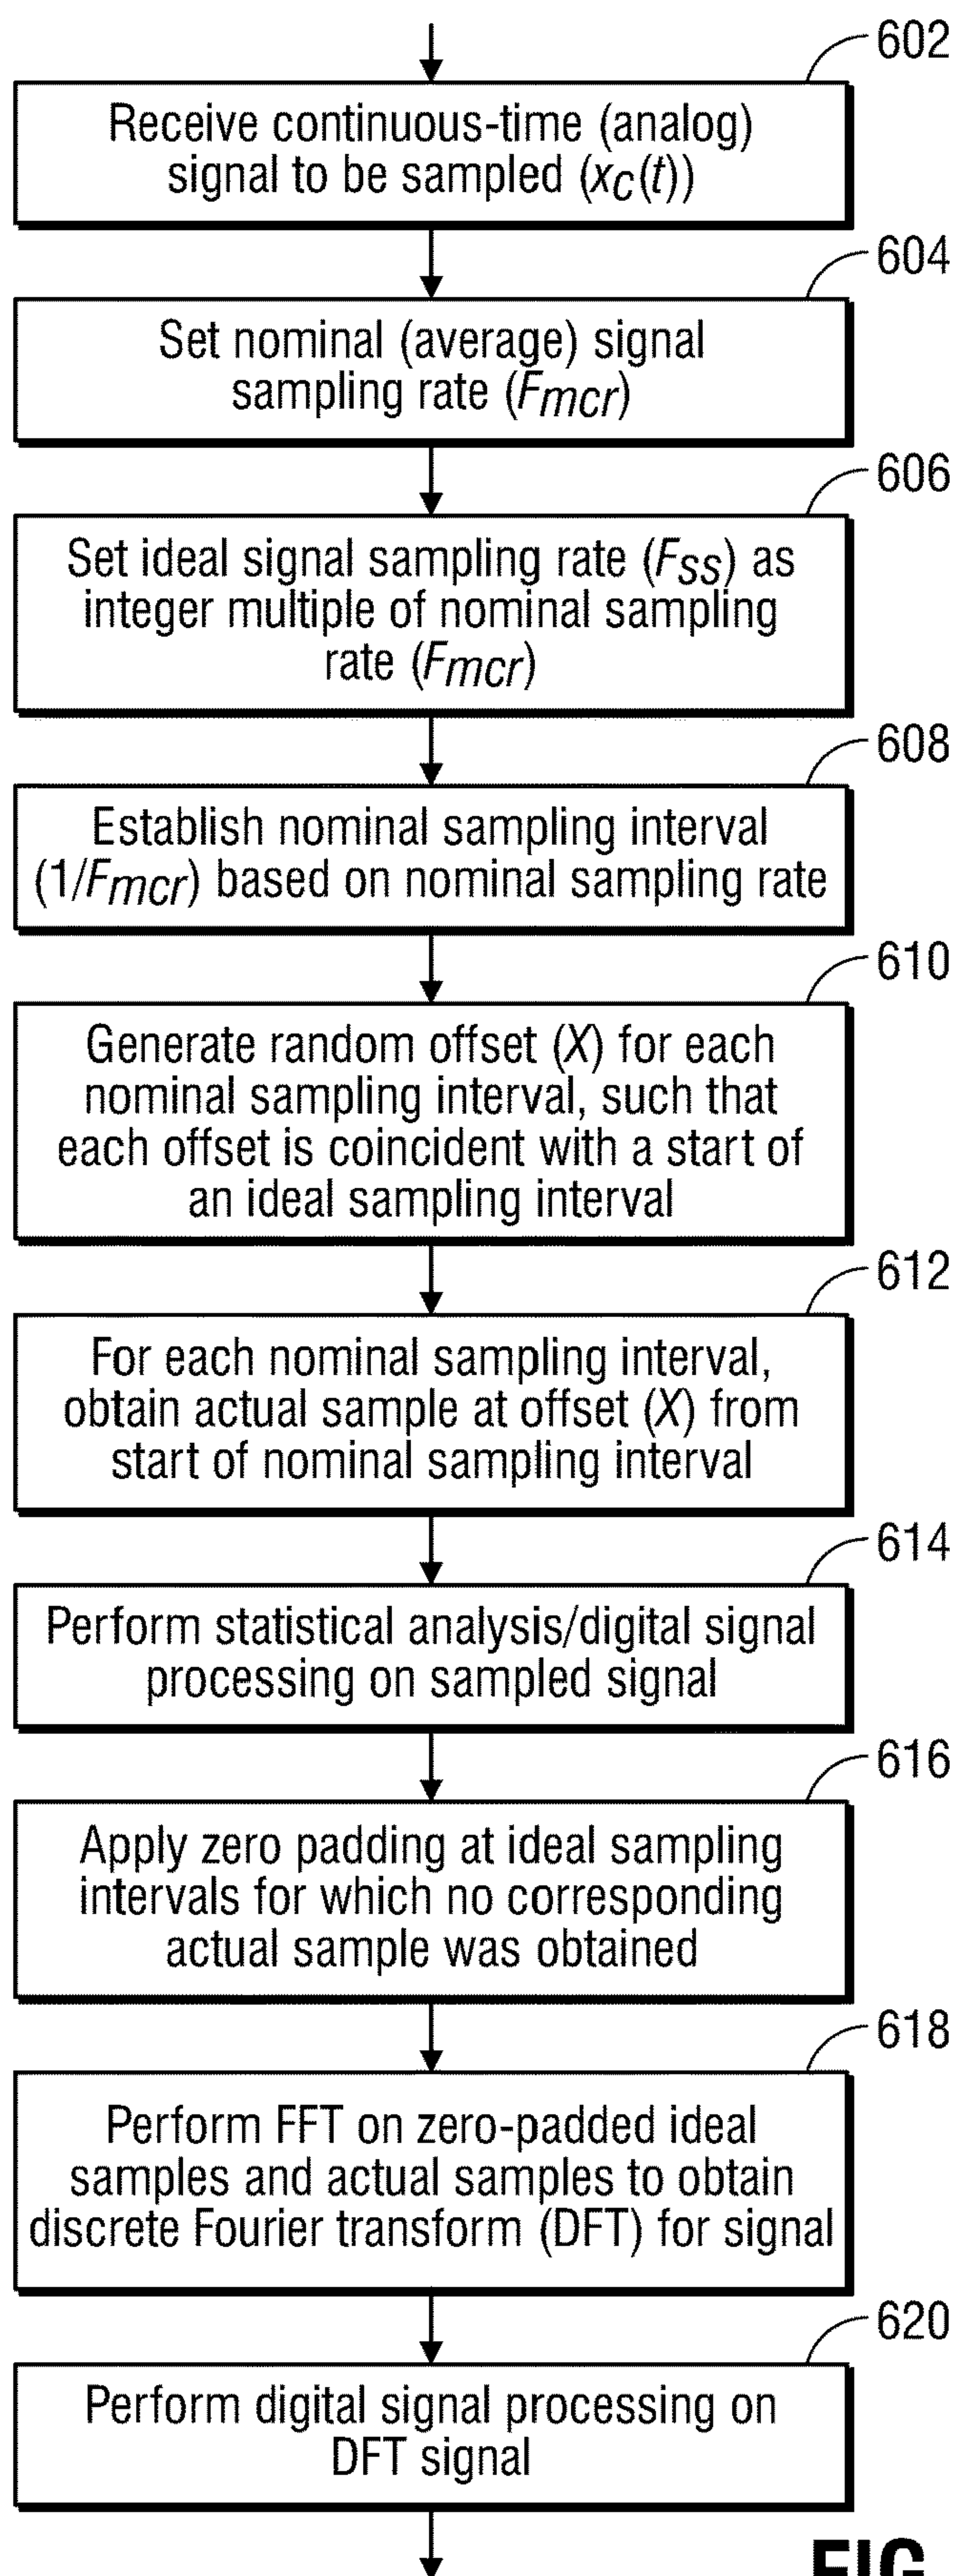 602
Receive continuous-time (analog)
signal to be sampled (xc(t))
604
Set nominal (average) signal
sampling rate (Fmcr)
606
Set ideal signal sampling rate (Fss) as
integer multiple of nominal sampling
rate (Fmcr)
608
Establish nominal sampling interval
(1/Fmcr) based on nominal sampling rate
610
Generate random offset (X) for each
nominal sampling interval, such that
each offset is coincident with a start of
an ideal sampling interval
612
For each nominal sampling interval,
obtain actual sample at offset (X) from
start of nominal sampling interval
614
Perform statistical analysis/digital signal
processing on sampled signal
616
Apply zero padding at ideal sampling
intervals for which no corresponding
actual sample was obtained
618
Perform FFT on zero-padded ideal
samples and actual samples to obtain
discrete Fourier transform (DFT) for signal
620
Perform digital signal processing on
DFT signal
FIG